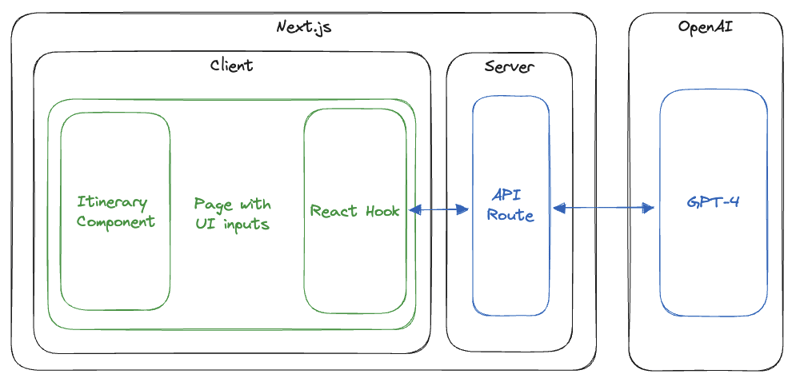 Next.js
OpenAI
Client
Server
Itinerary
Component
Page with
UI inputs
React Hook
API
Route
GPT-4